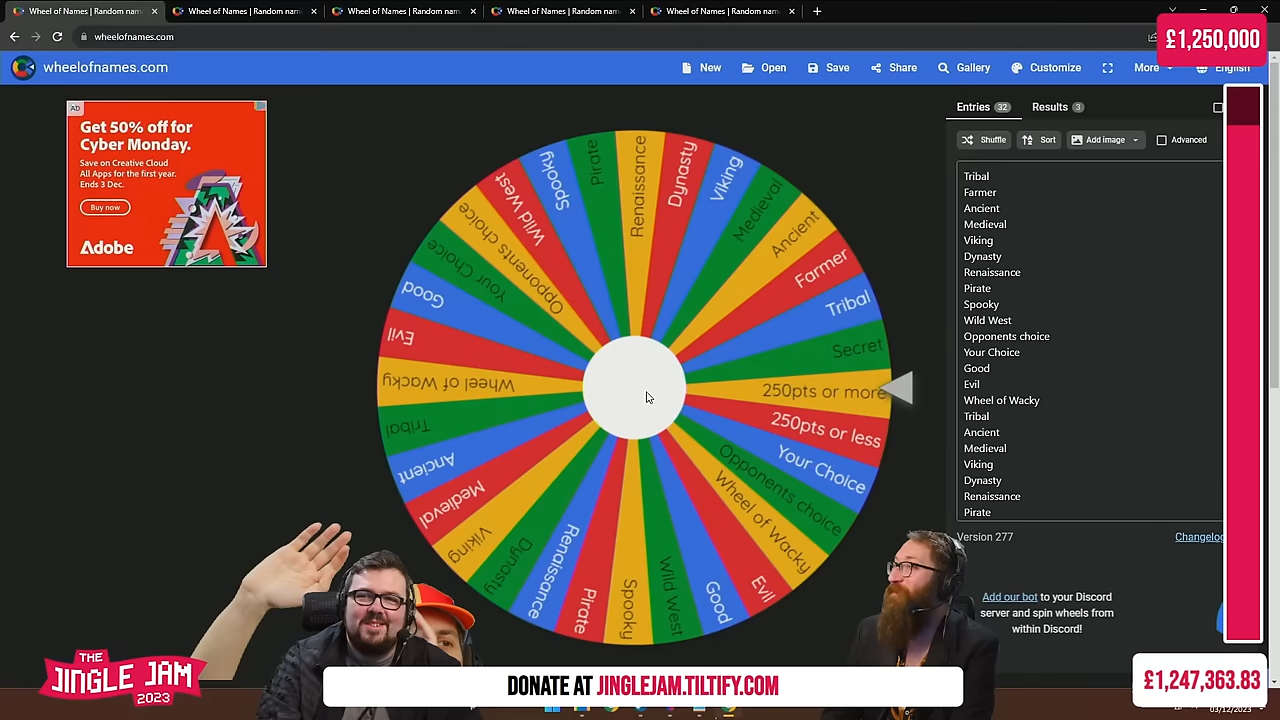 Wheel of Names | Random nam
Wheel of Names | Random nam
Wheel of Names | Random nam
Wheel of Names | Random nam
Wheel of Names | Random nam
wheelofnames.com
£1,250,000
wheelofnames.com
New
Open
Save
Share
Gallery
Customize
More
English
AD
Get 50% off for
Cyber Monday.
Save on Creative Cloud
All Apps for the first year.
Ends 3 Dec.
Buy now
Adobe
Entries 32
Results 3
Shuffle
Sort
Add image
Advanced
Tribal
Farmer
Ancient
Medieval
Viking
Dynasty
Renaissance
Pirate
Spooky
Wild West
Opponents choice
Your Choice
Good
Evil
Wheel of Wacky
Tribal
Ancient
Medieval
Viking
Dynasty
Renaissance
Pirate
Renaissance
Dynasty
Viking
Medieval
Ancient
Farmer
Tribal
Secret
250pts or more
250pts or less
Your Choice
Opponents choice
Wheel of Wacky
Evil
Good
Wild West
Spooky
Pirate
Renaissance
Dynasty
Viking
Medieval
Ancient
Tribal
Wheel of Wacky
Evil
Good
Your Choice
Opponents choice
Wild West
Spooky
Pirate
Version 277
Changelog
Add our bot to your Discord
server and spin wheels from
within Discord!
THE
JINGLE JAM
2023
DONATE AT JINGLEJAM.TILTIFY.COM
£1,247,363.83
03/12/2023